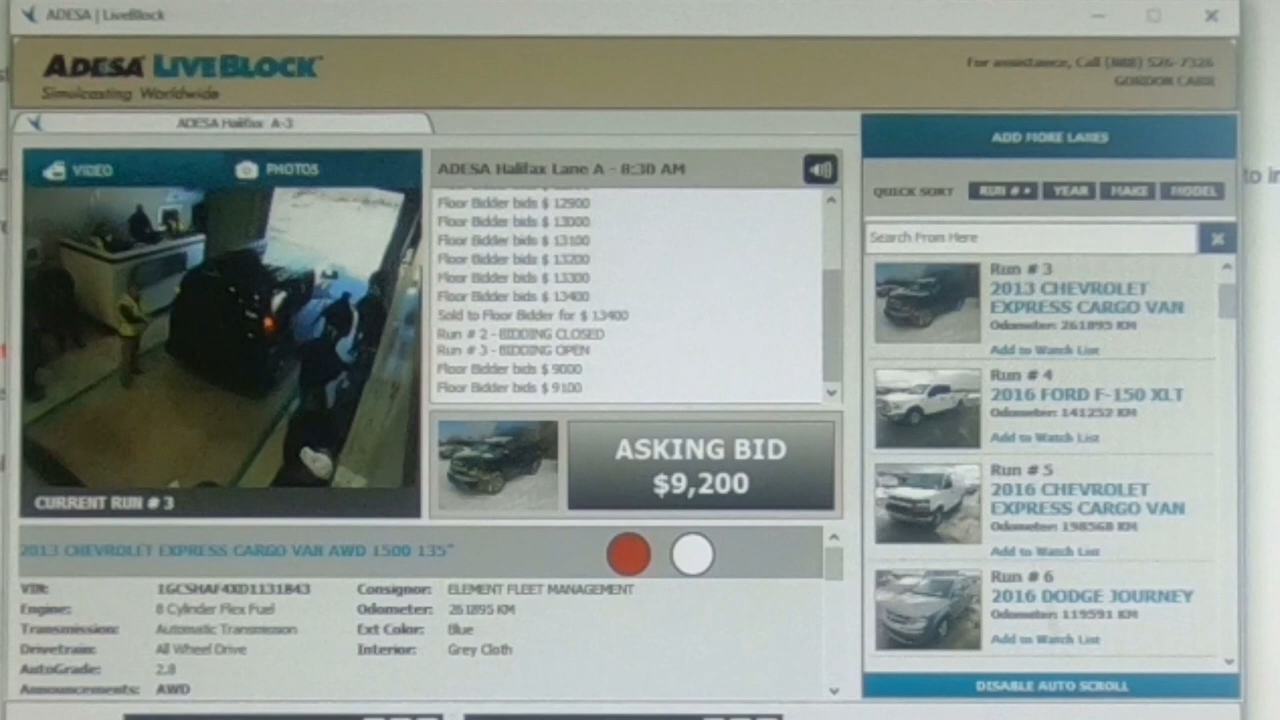 ADESA | LiveBlock
ADESA LIVEBLOCK
Simulcasting Worldwide
For assistance, Call (888) 526-7326
GORDON CARR
ADESA Halifax A-3
VIDEO
PHOTOS
CURRENT RUN # 3
ADESA Halifax Lane A - 8:30 AM
Floor Bidder bids $ 12900
Floor Bidder bids $ 13000
Floor Bidder bids $ 13100
Floor Bidder bids $ 13200
Floor Bidder bids $ 13300
Floor Bidder bids $ 13400
Sold to Floor Bidder for $ 13400
Run # 2 - BIDDING CLOSED
Run # 3 - BIDDING OPEN
Floor Bidder bids $ 9000
Floor Bidder bids $ 9100
ASKING BID
$9,200
2013 CHEVROLET EXPRESS CARGO VAN AWD 1500 135"
VIN: 1GCSHAF4XD1131843
Engine: 8 Cylinder Flex Fuel
Transmission: Automatic Transmission
Drivetrain: All Wheel Drive
AutoGrade: 2.8
Announcements: AWD
Consignor: ELEMENT FLEET MANAGEMENT
Odometer: 261895 KM
Ext Color: Blue
Interior: Grey Cloth
ADD MORE LANES
QUICK SORT RUN # YEAR MAKE MODEL
Search From Here
Run # 3
2013 CHEVROLET
EXPRESS CARGO VAN
Odometer: 261895 KM
Add to Watch List
Run # 4
2016 FORD F-150 XLT
Odometer: 141252 KM
Add to Watch List
Run # 5
2016 CHEVROLET
EXPRESS CARGO VAN
Odometer: 198568 KM
Add to Watch List
Run # 6
2016 DODGE JOURNEY
Odometer: 119591 KM
Add to Watch List
DISABLE AUTO SCROLL
to in